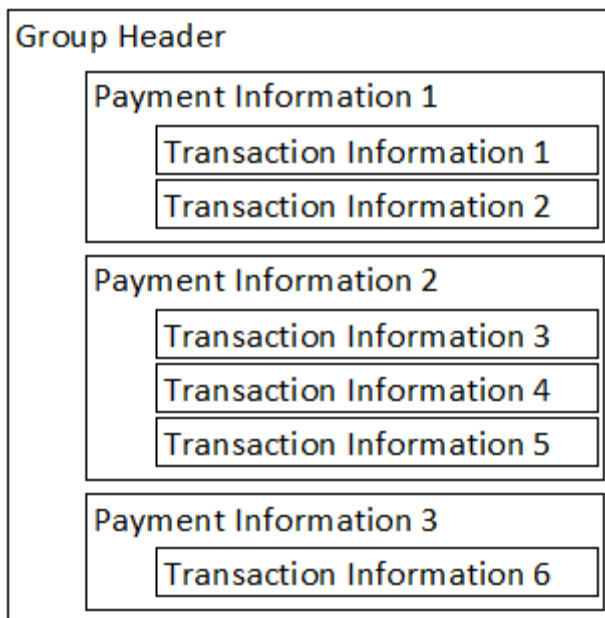 Group Header
Payment Information 1
Transaction Information 1
Transaction Information 2
Payment Information 2
Transaction Information 3
Transaction Information 4
Transaction Information 5
Payment Information 3
Transaction Information 6